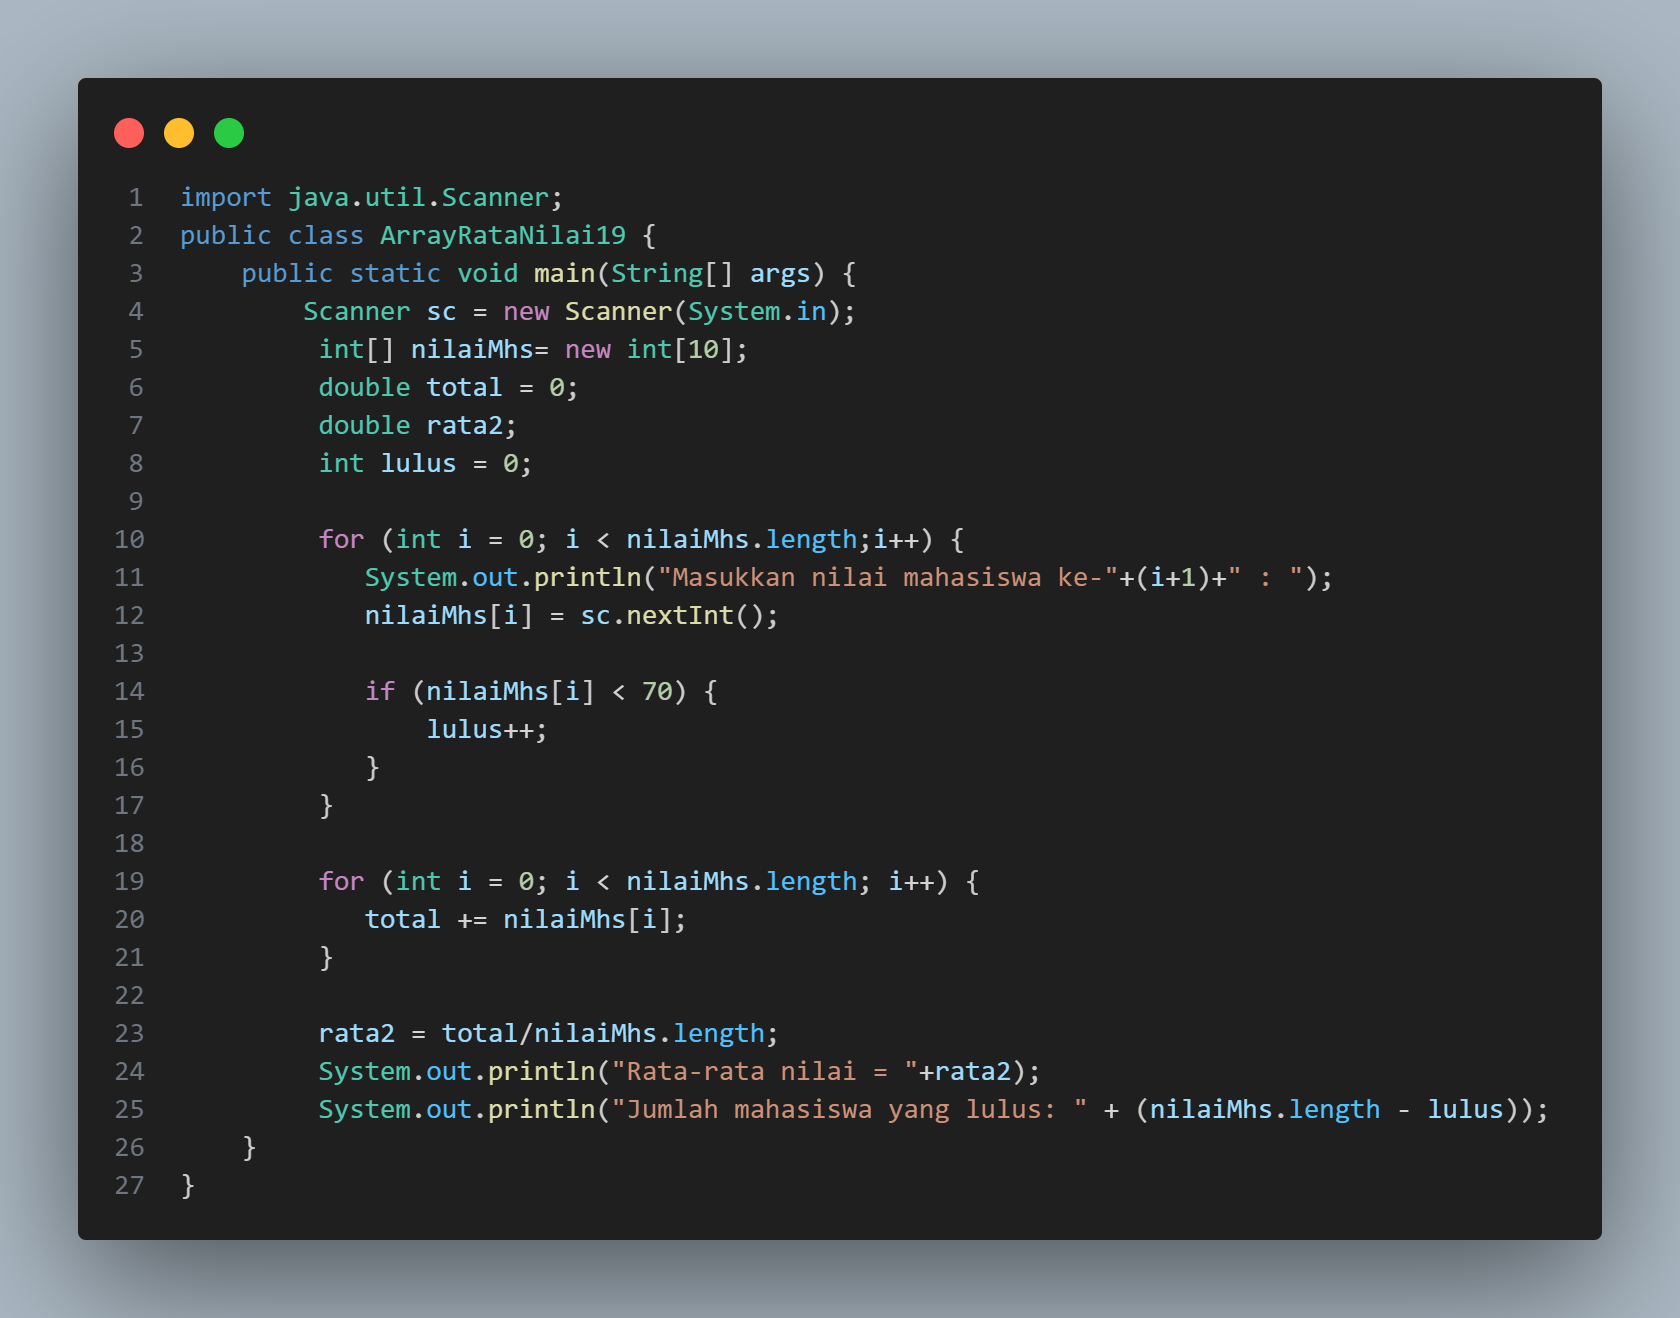 1 import java.util.Scanner;
2 public class ArrayRataNilai19 {
3     public static void main(String[] args) {
4         Scanner sc = new Scanner(System.in);
5          int[] nilaiMhs= new int[10];
6          double total = 0;
7          double rata2;
8          int lulus = 0;
9
10          for (int i = 0; i < nilaiMhs.length;i++) {
11             System.out.println("Masukkan nilai mahasiswa ke-"+(i+1)+" : ");
12             nilaiMhs[i] = sc.nextInt();
13
14             if (nilaiMhs[i] < 70) {
15                 lulus++;
16             }
17          }
18
19          for (int i = 0; i < nilaiMhs.length; i++) {
20             total += nilaiMhs[i];
21          }
22
23          rata2 = total/nilaiMhs.length;
24          System.out.println("Rata-rata nilai = "+rata2);
25          System.out.println("Jumlah mahasiswa yang lulus: " + (nilaiMhs.length - lulus));
26     }
27 }